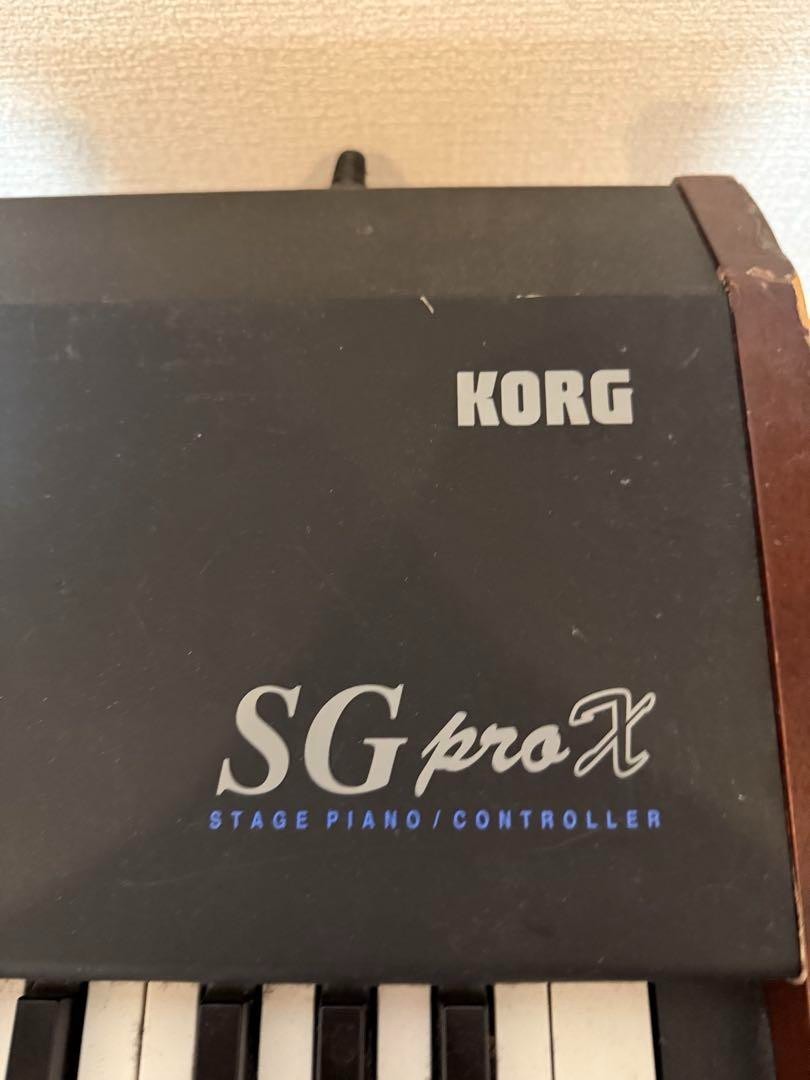 KORG
SG proX
STAGE PIANO/CONTROLLER